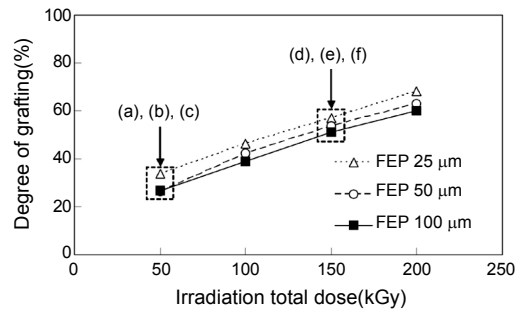 100
80
60
40
20
0
0
50
100
150
200
250
Degree of grafting(%)
Irradiation total dose(kGy)
(a), (b), (c)
(d), (e), (f)
FEP 25 μm
FEP 50 μm
FEP 100 μm